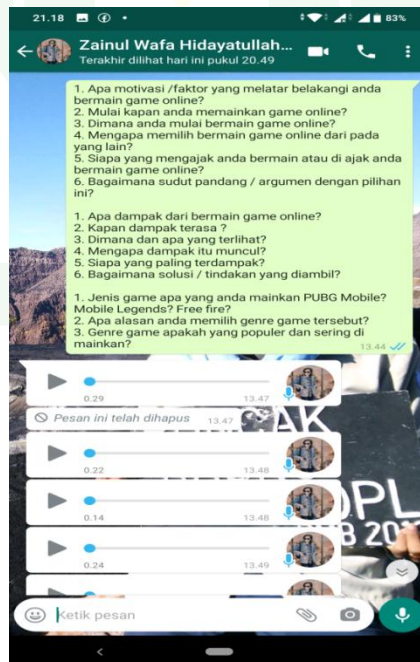 21.18
83%
Zainul Wafa Hidayatullah...
Terakhir dilihat hari ini pukul 20.49
1. Apa motivasi /faktor yang melatar belakangi anda
bermain game online?
2. Mulai kapan anda memainkan game online?
3. Dimana anda mulai bermain game online?
4. Mengapa memilih bermain game online dari pada
yang lain?
5. Siapa yang mengajak anda bermain atau di ajak anda
bermain game online?
6. Bagaimana sudut pandang / argumen dengan pilihan
ini?
1. Apa dampak dari bermain game online?
2. Kapan dampak terasa ?
3. Dimana dan apa yang terlihat?
4. Mengapa dampak itu muncul?
5. Siapa yang paling terdampak?
6. Bagaimana solusi / tindakan yang diambil?
1. Jenis game apa yang anda mainkan PUBG Mobile?
Mobile Legends? Free fire?
2. Apa alasan anda memilih genre game tersebut?
3. Genre game apakah yang populer dan sering di
mainkan?
13.44
0.29 13.47
Pesan ini telah dihapus 13.47
0.22 13.48
0.14 13.48
0.24 13.49
Ketik pesan